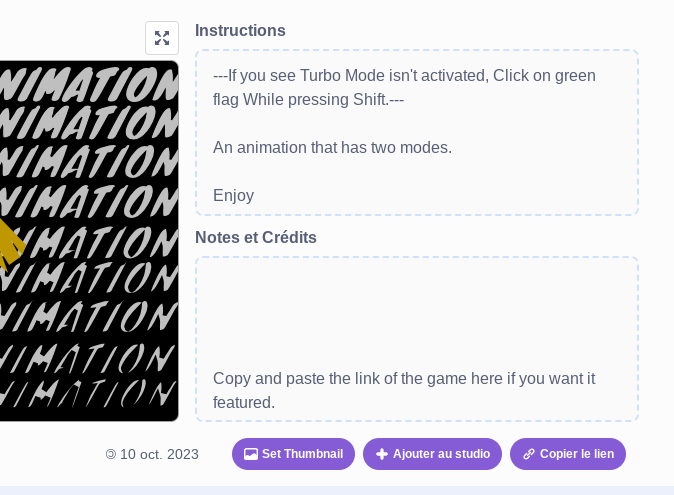 Instructions
---If you see Turbo Mode isn't activated, Click on green
flag While pressing Shift.---
An animation that has two modes.
Enjoy
NIMATION
NIMATION
NIMATION
NIMATION
NIMATION
NIMATION
NIMATION
NIMATION
NIMATION
Notes et Crédits
Copy and paste the link of the game here if you want it
featured.
10 oct. 2023
Set Thumbnail
Ajouter au studio
Copier le lien